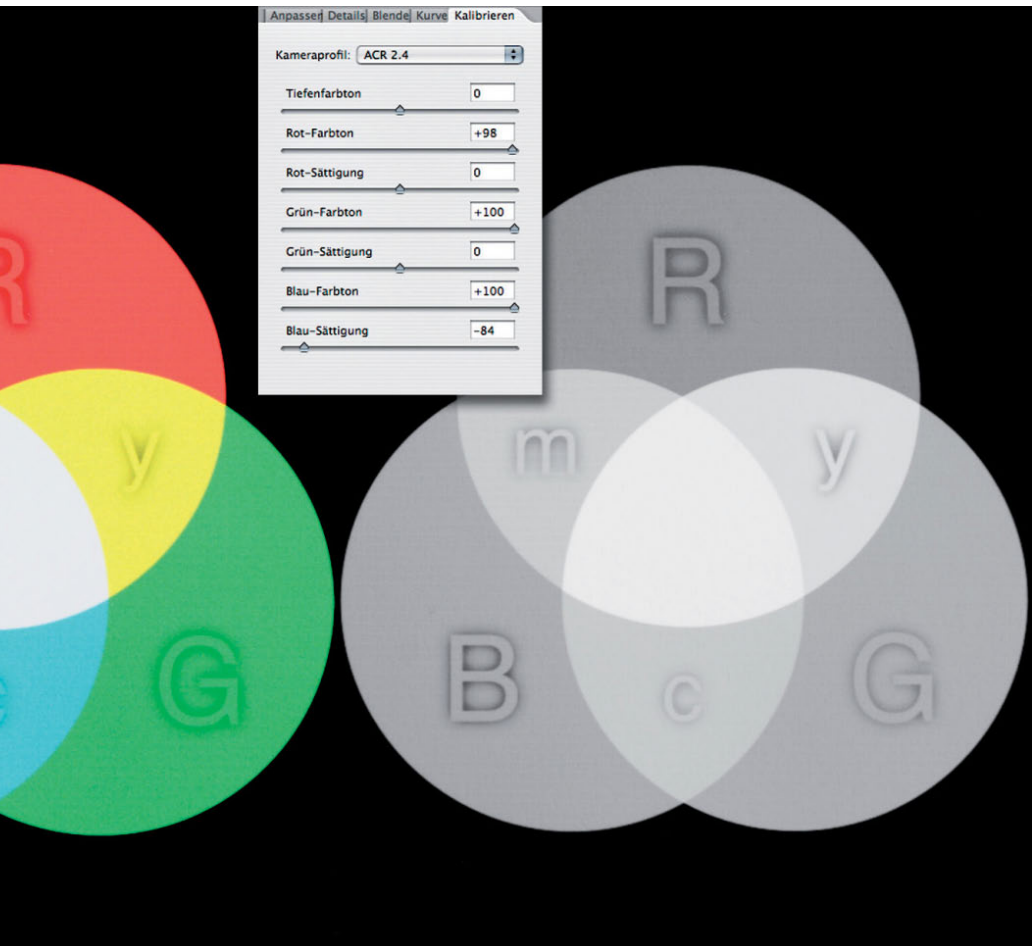 Anpassen Details Blende Kurve Kalibrieren
Kameraprofil: ACR 2.4
Tiefenfarbton 0
Rot-Farbton +98
Rot-Sättigung 0
Grün-Farbton +100
Grün-Sättigung 0
Blau-Farbton +100
Blau-Sättigung -84
R
y
G
c
R
m y
B c G